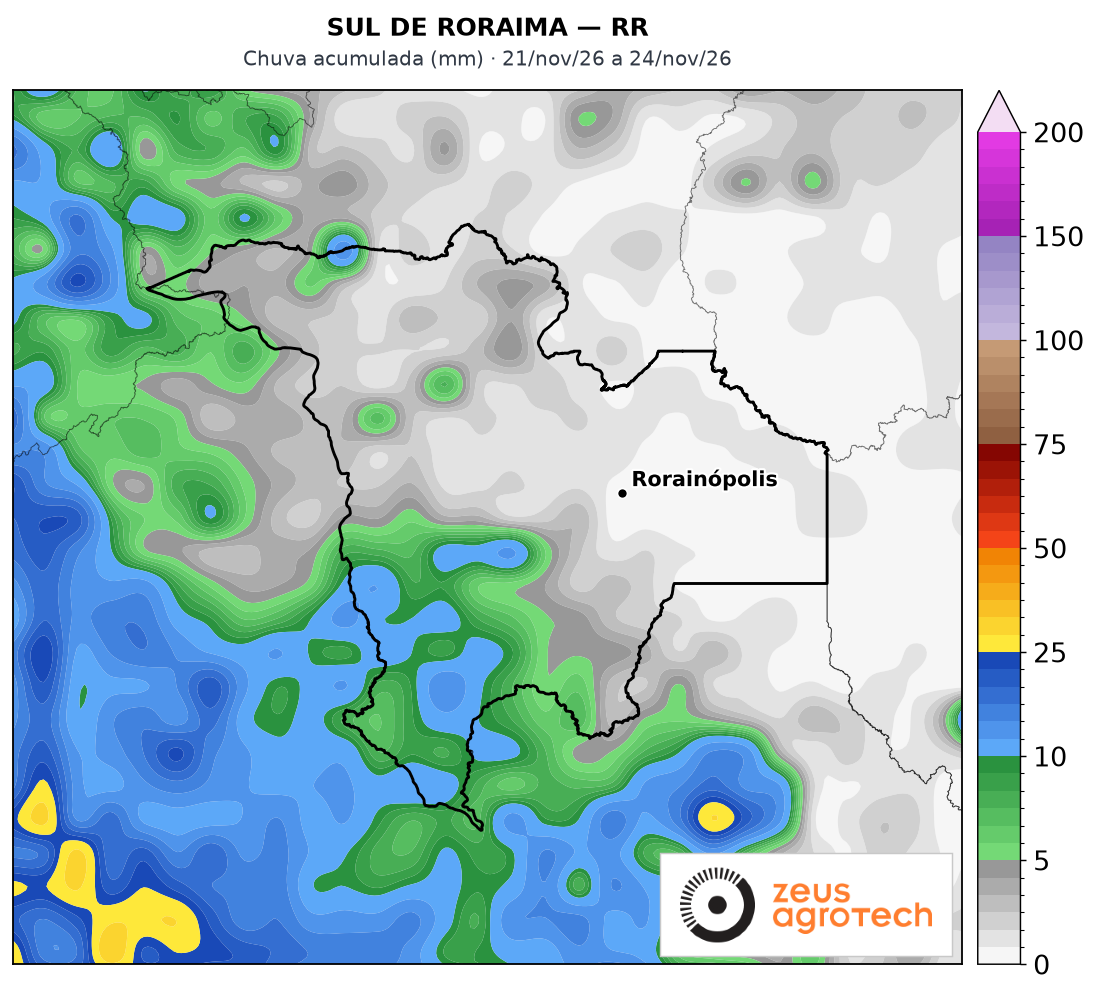 SUL DE RORAIMA — RR
Chuva acumulada (mm) · 21/nov/26 a 24/nov/26
200
150
100
75
50
25
10
5
0
Rorainópolis
zeus
agrotech